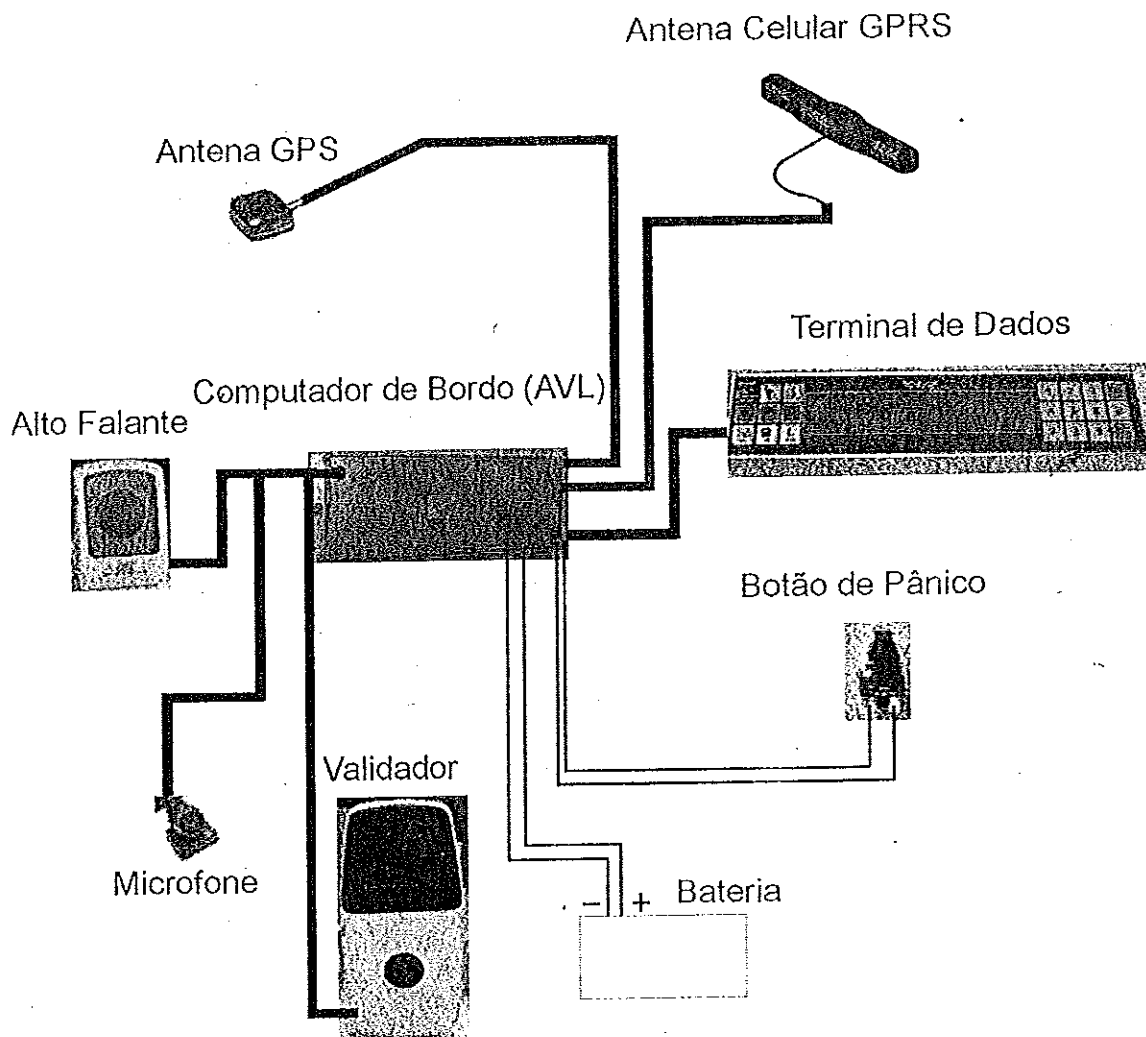 Antena Celular GPRS
Antena GPS
Terminal de Dados
Computador de Bordo (AVL)
Alto Falante
Botão de Pânico
Validador
Microfone
- + Bateria